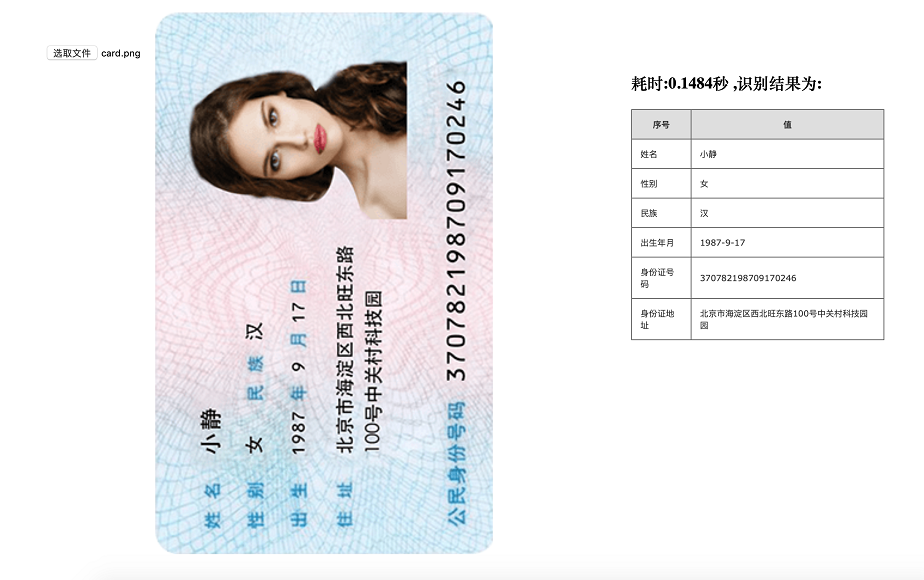 选取文件 card.png
姓名 小静
性别 女 民族 汉
出生 1987 年 9 月 17 日
住址 北京市海淀区西北旺东路
100号中关村科技园
公民身份号码 370782198709170246
耗时:0.1484秒 ,识别结果为:
序号 值
姓名 小静
性别 女
民族 汉
出生年月 1987-9-17
身份证号
码 370782198709170246
身份证地
址 北京市海淀区西北旺东路100号中关村科技园
园